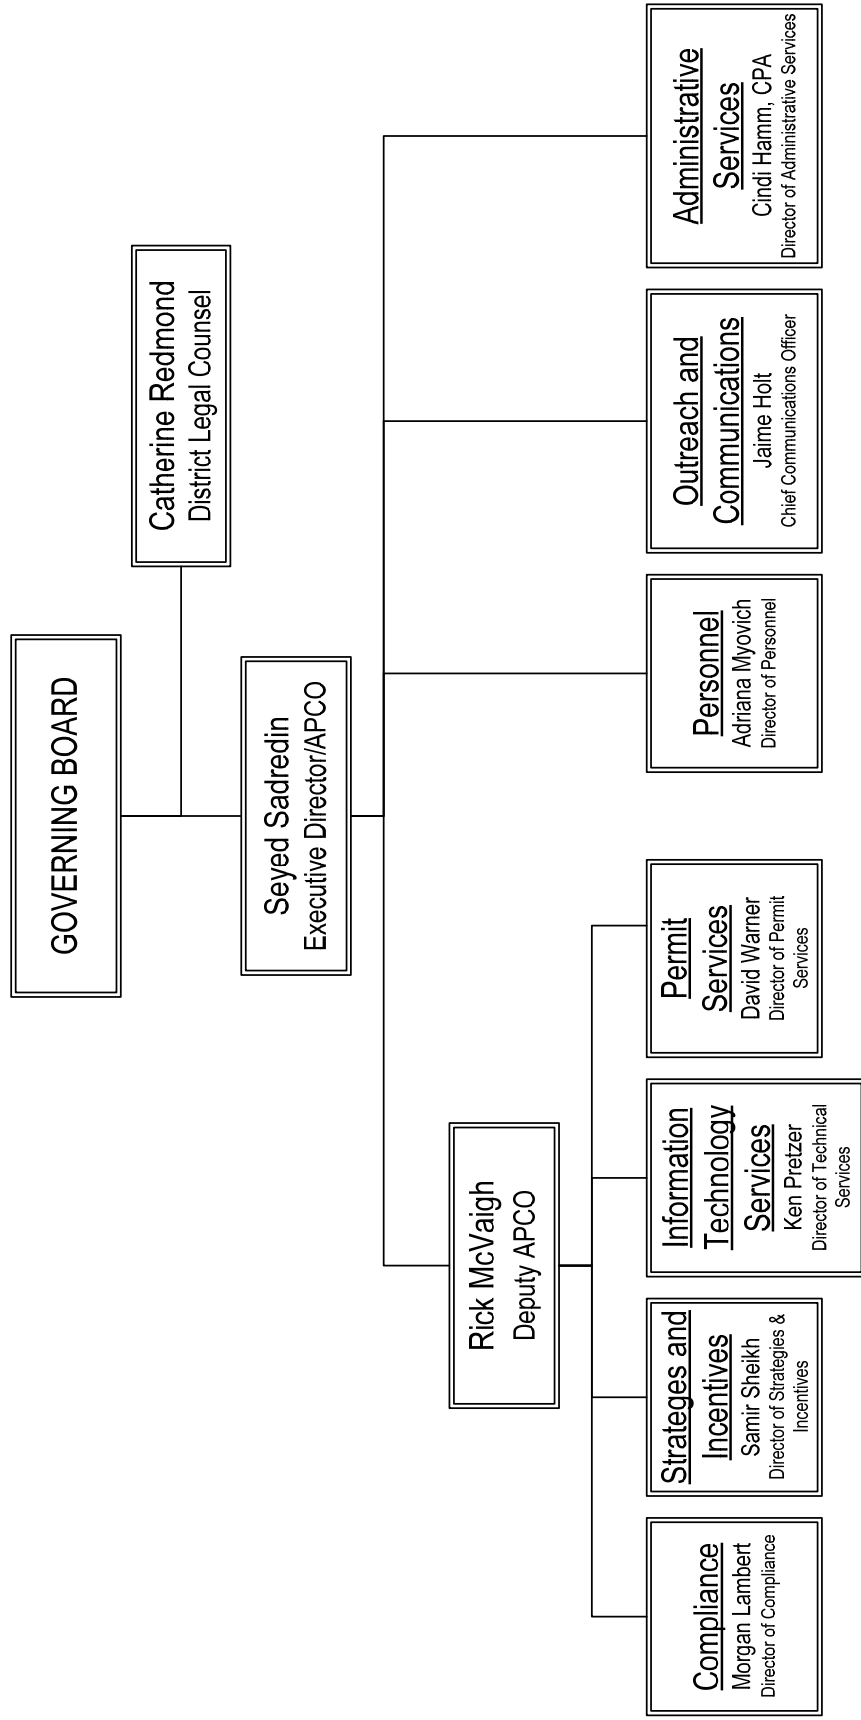 GOVERNING BOARD
Catherine Redmond
District Legal Counsel
Seyed Sadredin
Executive Director/APCO
Rick McVaigh
Deputy APCO
Compliance
Morgan Lambert
Director of Compliance
Strateges and
Incentives
Samir Sheikh
Director of Strategies &
Incentives
Information
Technology
Services
Ken Pretzer
Director of Technical
Services
Permit
Services
David Warner
Director of Permit
Services
Personnel
Adriana Myovich
Director of Personnel
Outreach and
Communications
Jaime Holt
Chief Communications Officer
Administrative
Services
Cindi Hamm, CPA
Director of Administrative Services